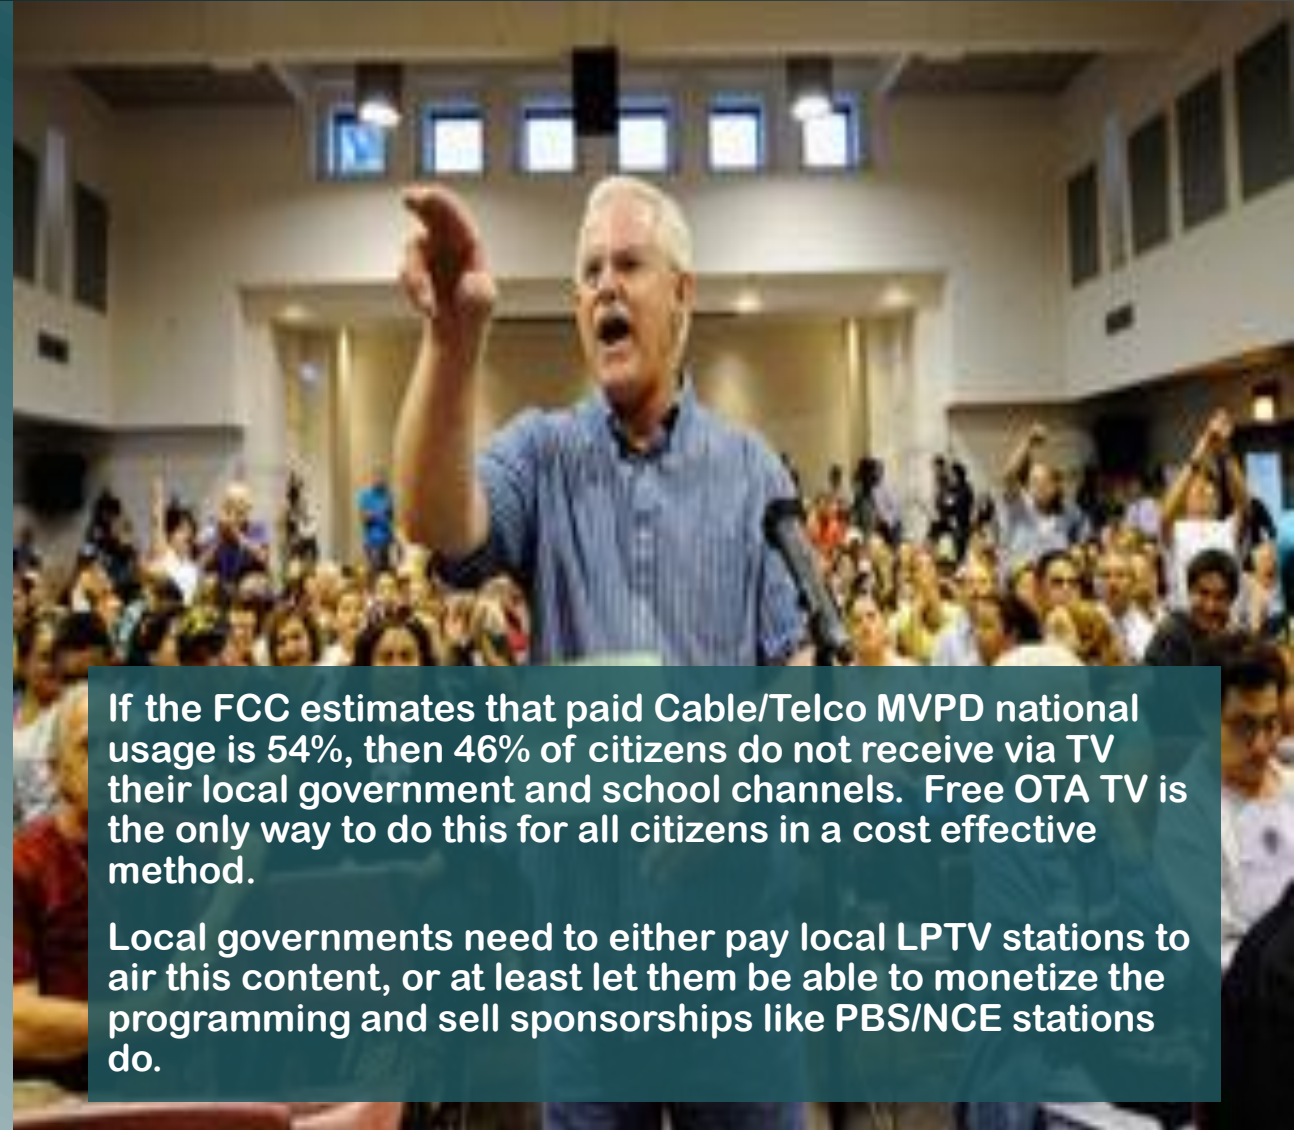 If the FCC estimates that paid Cable/Telco MVPD national
usage is 54%, then 46% of citizens do not receive via TV
their local government and school channels.  Free OTA TV is
the only way to do this for all citizens in a cost effective
method.
Local governments need to either pay local LPTV stations to
air this content, or at least let them be able to monetize the
programming and sell sponsorships like PBS/NCE stations
do.